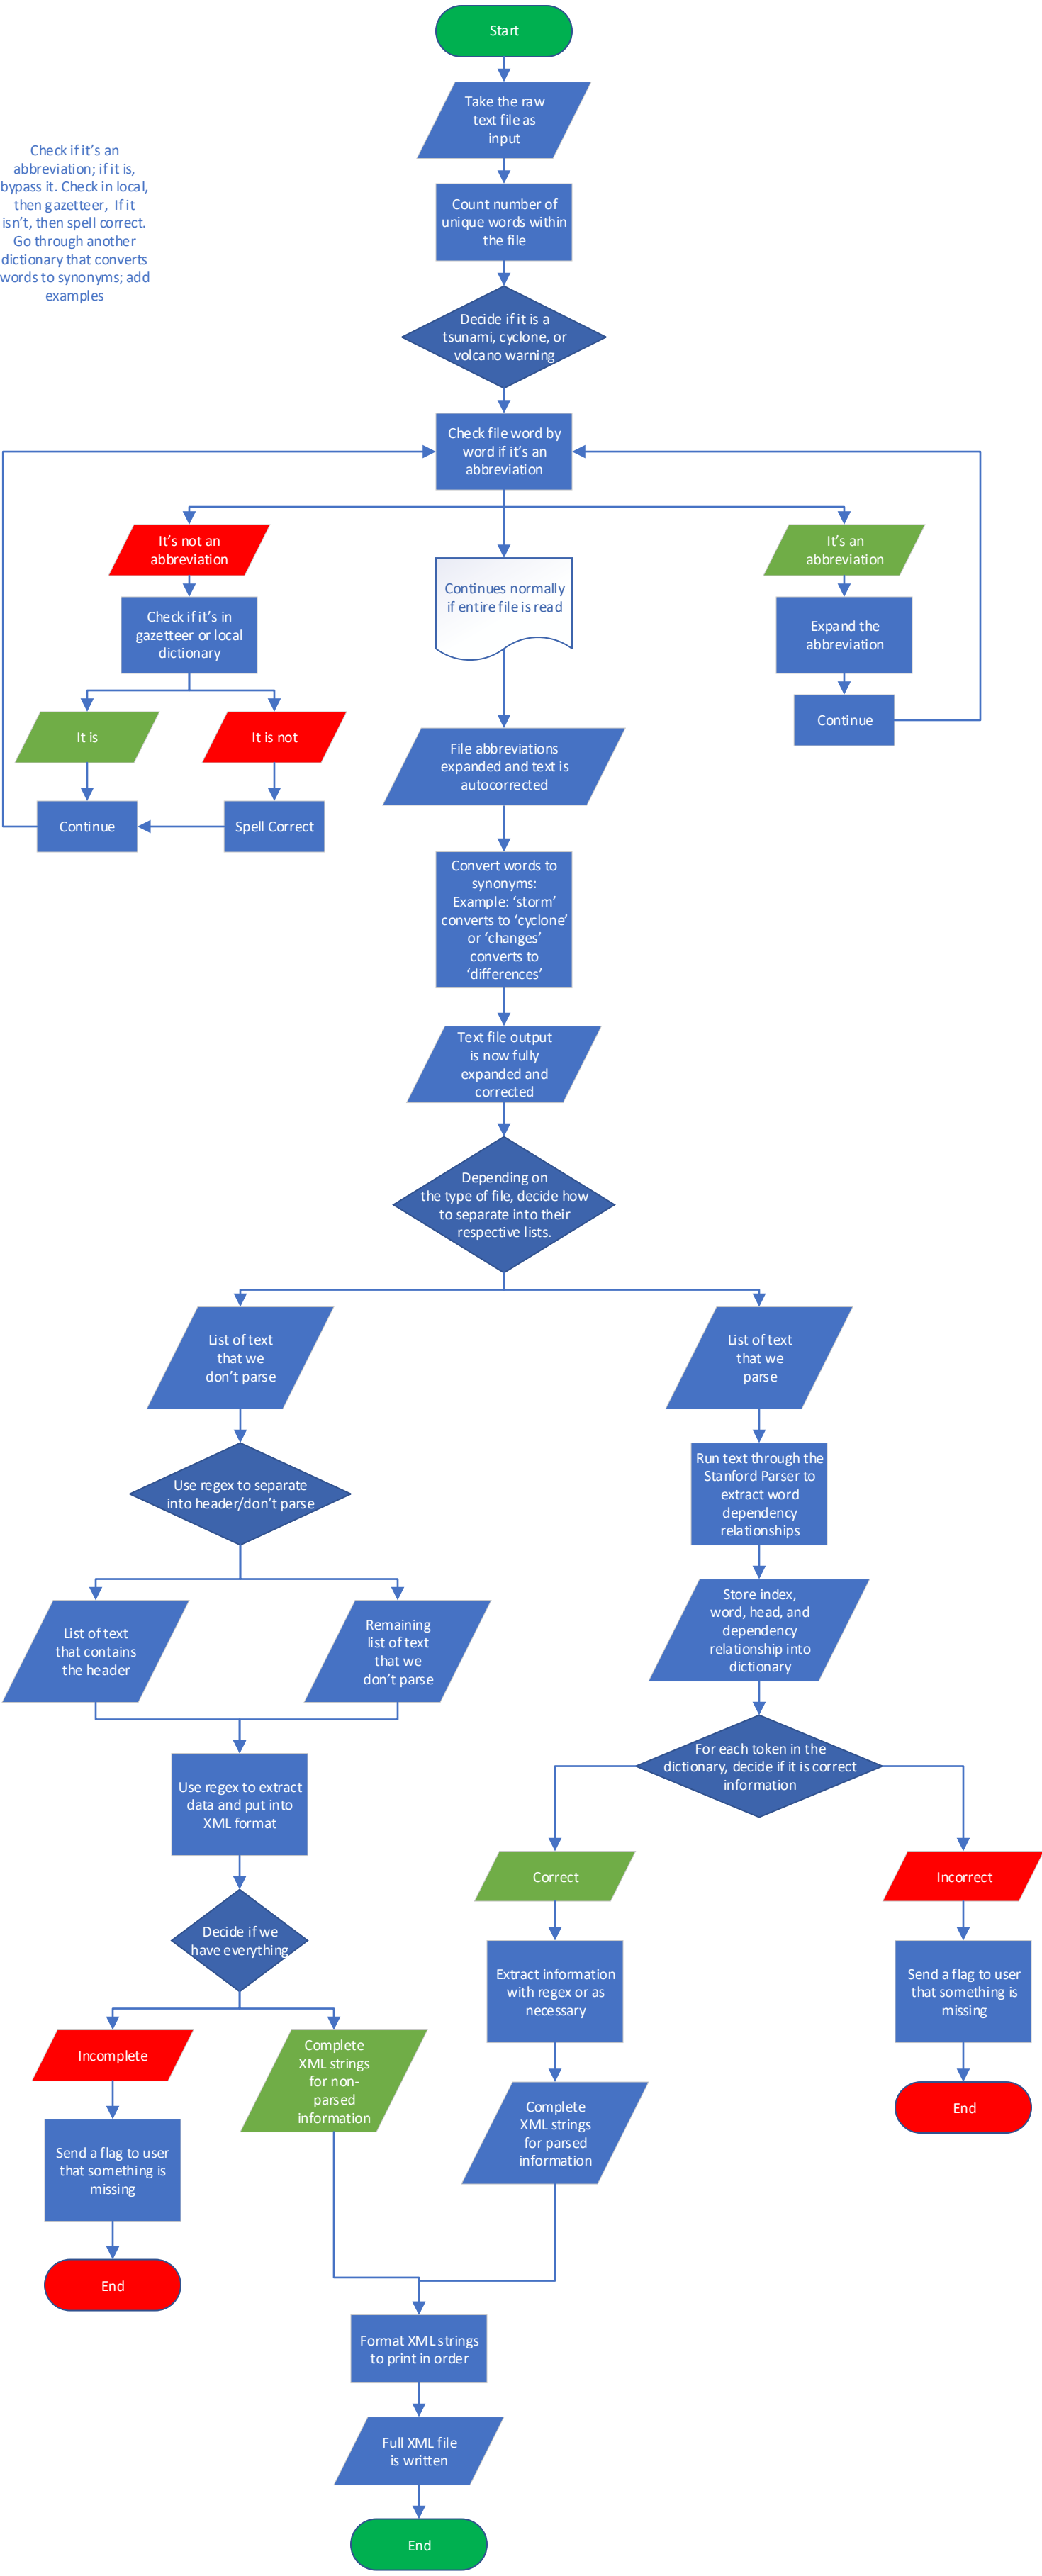 Start
Take the raw
text file as
input
Check if it's an
abbreviation; if it is,
bypass it. Check in local,
then gazetteer, If it
isn't, then spell correct.
Go through another
dictionary that converts
words to synonyms; add
examples
Count number of
unique words within
the file
Decide if it is a
tsunami, cyclone, or
volcano warning
Check file word by
word if it's an
abbreviation
It's not an
abbreviation
Continues normally
if entire file is read
It's an
abbreviation
Check if it's in
gazetteer or local
dictionary
Expand the
abbreviation
It is
It is not
Continue
File abbreviations
expanded and text is
autocorrected
Continue
Spell Correct
Convert words to
synonyms:
Example: ‘storm’
converts to ‘cyclone’
or ‘changes’
converts to
‘differences’
Text file output
is now fully
expanded and
corrected
Depending on
the type of file, decide how
to separate into their
respective lists.
List of text
that we
don't parse
List of text
that we
parse
Use regex to separate
into header/don't parse
Run text through the
Stanford Parser to
extract word
dependency
relationships
List of text
that contains
the header
Remaining
list of text
that we
don't parse
Store index,
word, head, and
dependency
relationship into
dictionary
Use regex to extract
data and put into
XML format
For each token in the
dictionary, decide if it is correct
information
Correct
Incorrect
Decide if we
have everything
Extract information
with regex or as
necessary
Send a flag to user
that something is
missing
Incomplete
Complete
XML strings
for non-
parsed
information
Complete
XML strings
for parsed
information
End
Send a flag to user
that something is
missing
End
Format XML strings
to print in order
Full XML file
is written
End